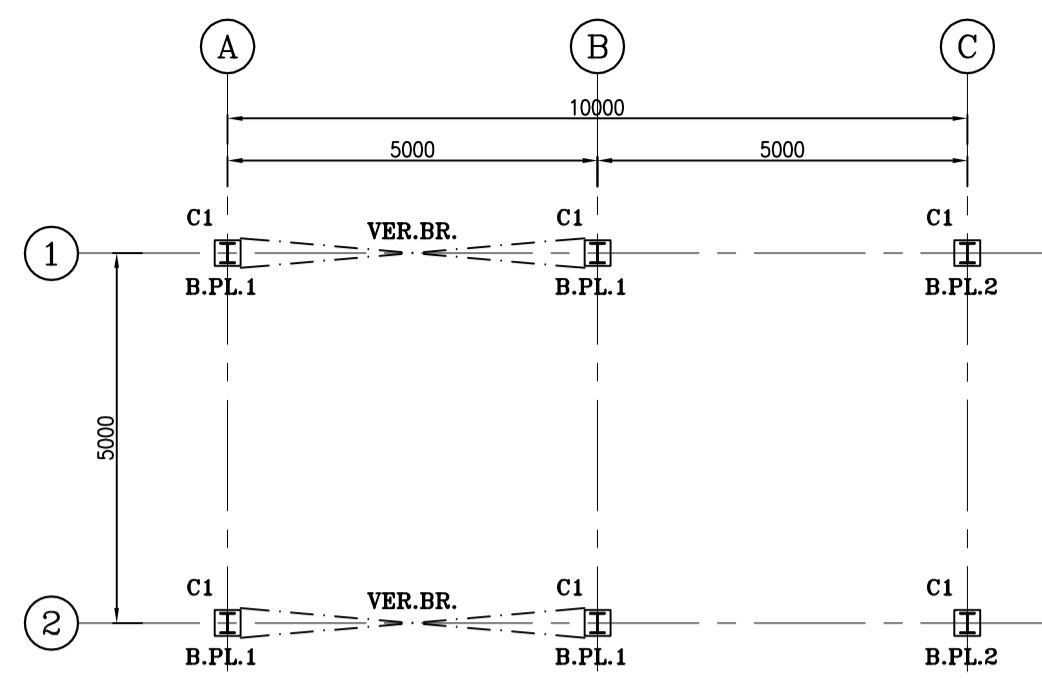 A B C
10000
5000 5000
C1 VER.BR. C1 C1
1
B.PL.1 B.PL.1 B.PL.2
5000
C1 VER.BR. C1 C1
2
B.PL.1 B.PL.1 B.PL.2